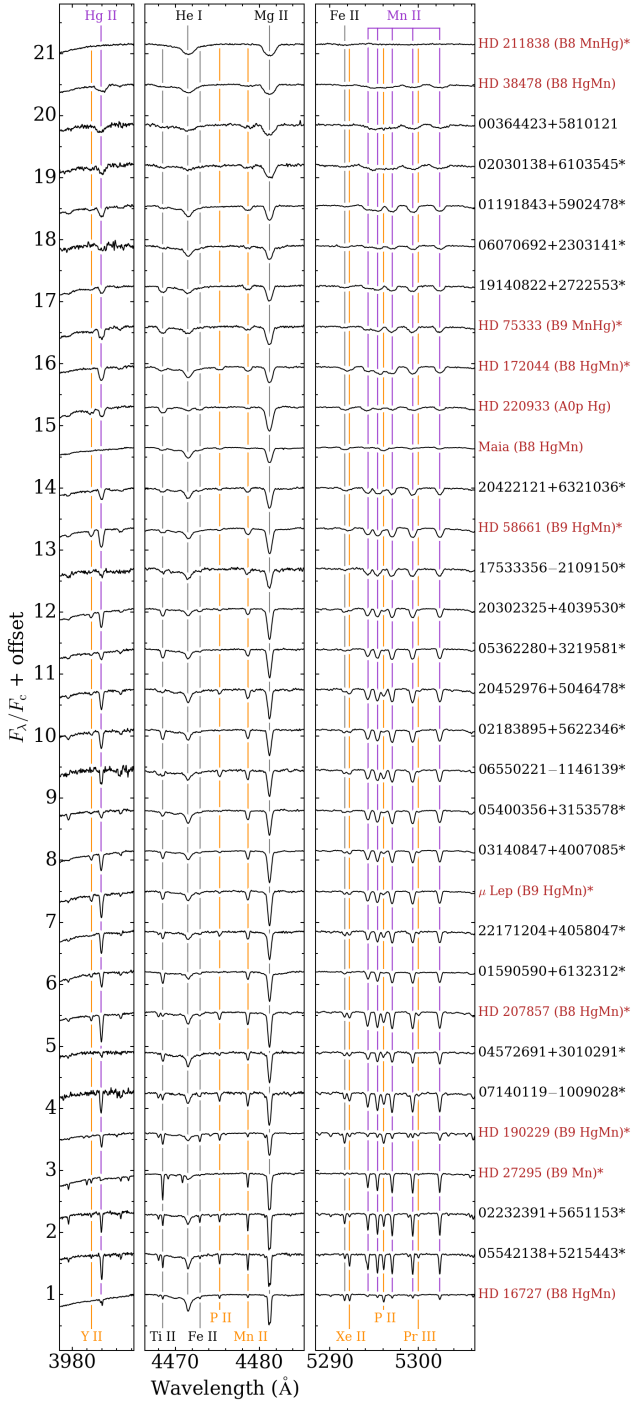 Hg II
He I
Mg II
Fe II
Mn II
21
HD 211838 (B8 MnHg)*
HD 38478 (B8 HgMn)
20
00364423+5810121
19
02030138+6103545*
01191843+5902478*
18
06070692+2303141*
17
19140822+2722553*
HD 75333 (B9 MnHg)*
16
HD 172044 (B8 HgMn)*
15
HD 220933 (A0p Hg)
Maia (B8 HgMn)
14
20422121+6321036*
13
HD 58661 (B9 HgMn)*
17533356−2109150*
12
20302325+4039530*
11
05362280+3219581*
20452976+5046478*
10
02183895+5622346*
06550221−1146139*
9
05400356+3153578*
8
03140847+4007085*
7
μ Lep (B9 HgMn)*
22171204+4058047*
6
01590590+6132312*
HD 207857 (B8 HgMn)*
5
04572691+3010291*
4
07140119−1009028*
HD 190229 (B9 HgMn)*
3
HD 27295 (B9 Mn)*
2
02232391+5651153*
05542138+5215443*
1
HD 16727 (B8 HgMn)
Fλ/Fc + offset
P II
P II
Y II
Ti II
Fe II
Mn II
Xe II
Pr III
3980
4470
4480
5290
5300
Wavelength (Å)